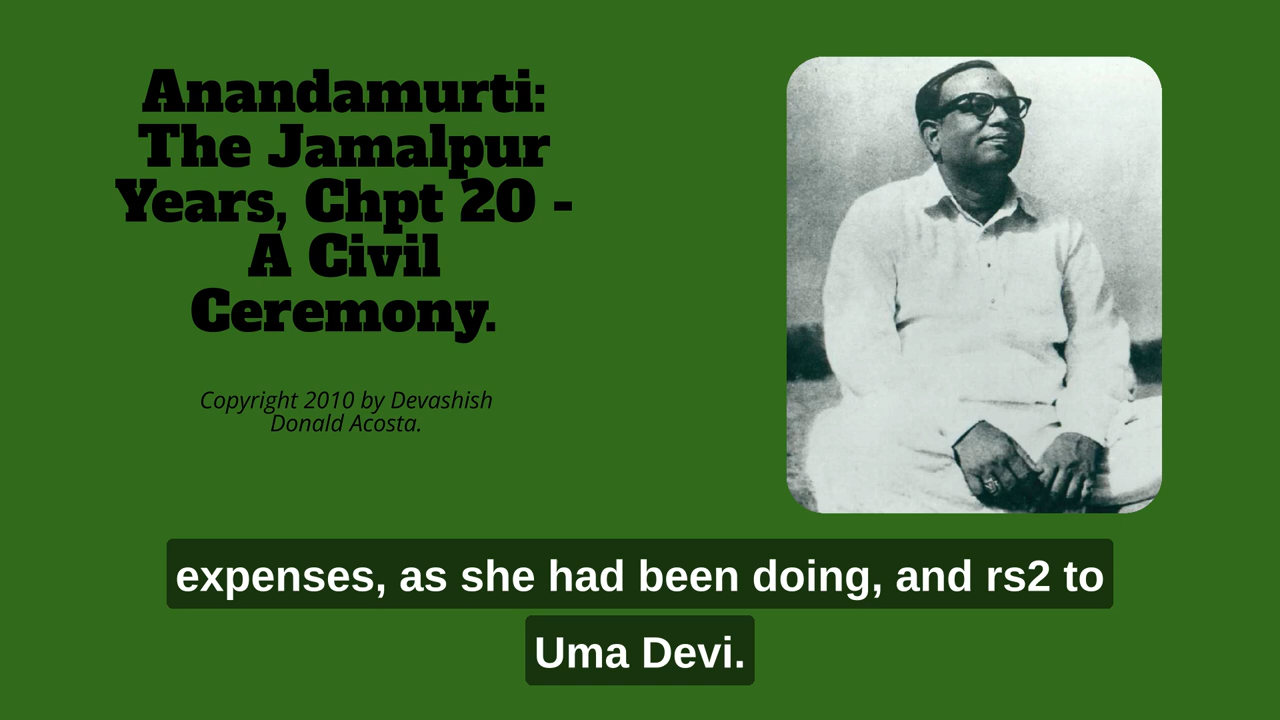 Anandamurti:
The Jamalpur
Years, Chpt 20 -
A Civil
Ceremony.
Copyright 2010 by Devashish
Donald Acosta.
expenses, as she had been doing, and rs2 to
Uma Devi.